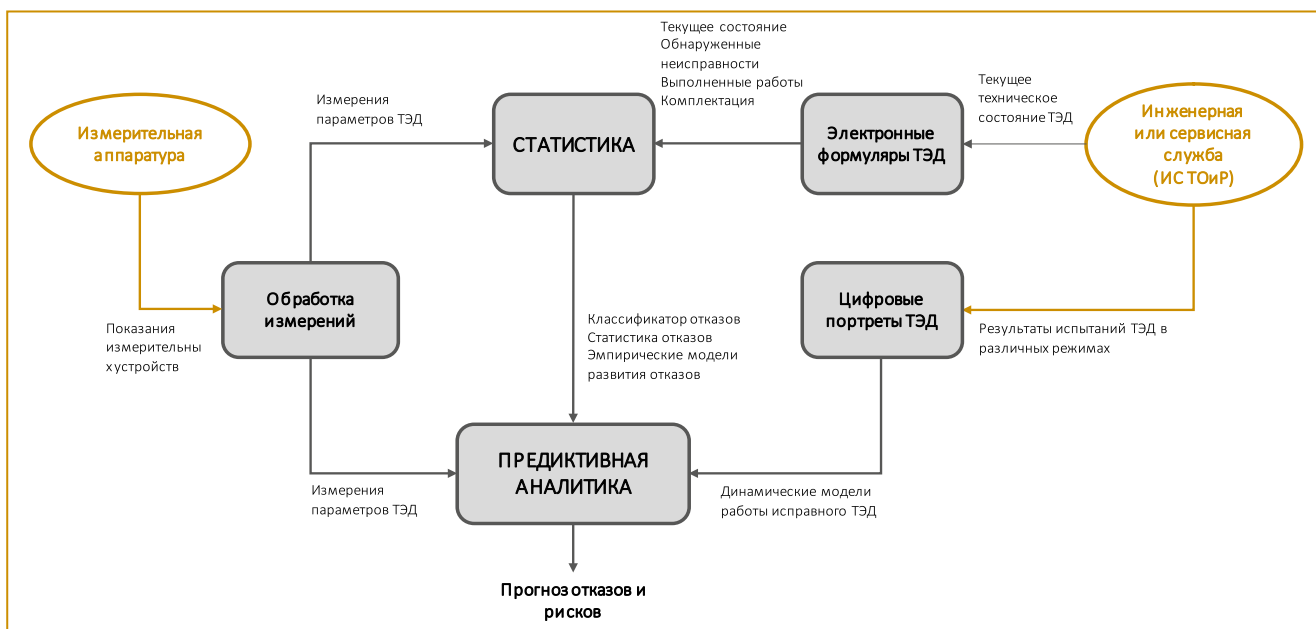 Текущее состояние
Обнаруженные
неисправности
Выполненные работы
Комплектация
Измерения
параметров ТЭД
Текущее
техническое
состояние ТЭД
Измерительная
аппаратура
СТАТИСТИКА
Электронные
формуляры ТЭД
Инженерная
или сервисная
служба
(ИС ТОиР)
Обработка
измерений
Цифровые
портреты ТЭД
Показания
измерительны
х устройств
Классификатор отказов
Статистика отказов
Эмпирические модели
развития отказов
Результаты испытаний ТЭД в
различных режимах
ПРЕДИКТИВНАЯ
АНАЛИТИКА
Измерения
параметров ТЭД
Динамические модели
работы исправного ТЭД
Прогноз отказов и
рисков